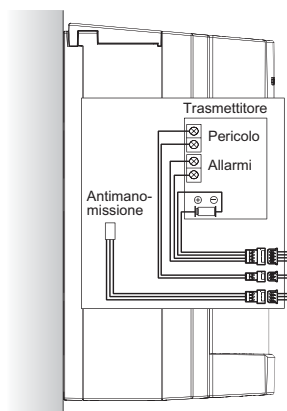 Trasmettitore
Pericolo
Allarmi
Antimano-
missione
⊕ ⊖